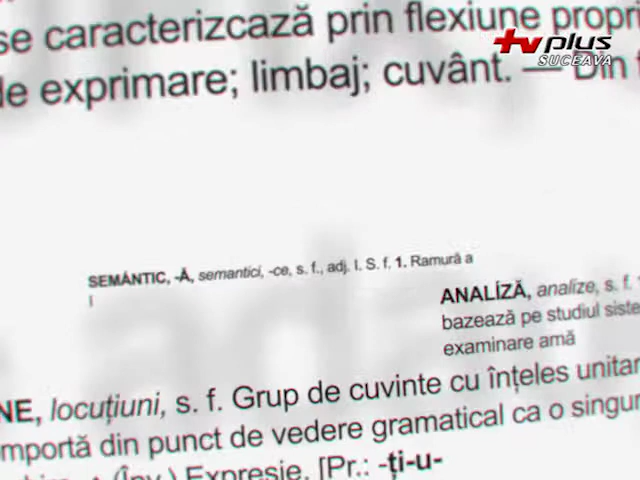 se caracterizcază prin flexiune propri
tv plus
SUCEAVA
de exprimare; limbaj; cuvânt. — Din
SEMÁNTIC, -Ă, semantici, -ce, s. f., adj. I. S. f. 1. Ramură a
l
ANALÍZĂ, analize, s. f.
bazează pe studiul siste
examinare amă
NE, locuțiuni, s. f. Grup de cuvinte cu înțeles unitar
mportă din punct de vedere gramatical ca o singur
(Înv.) Expresie. [Pr.: -ți-u-